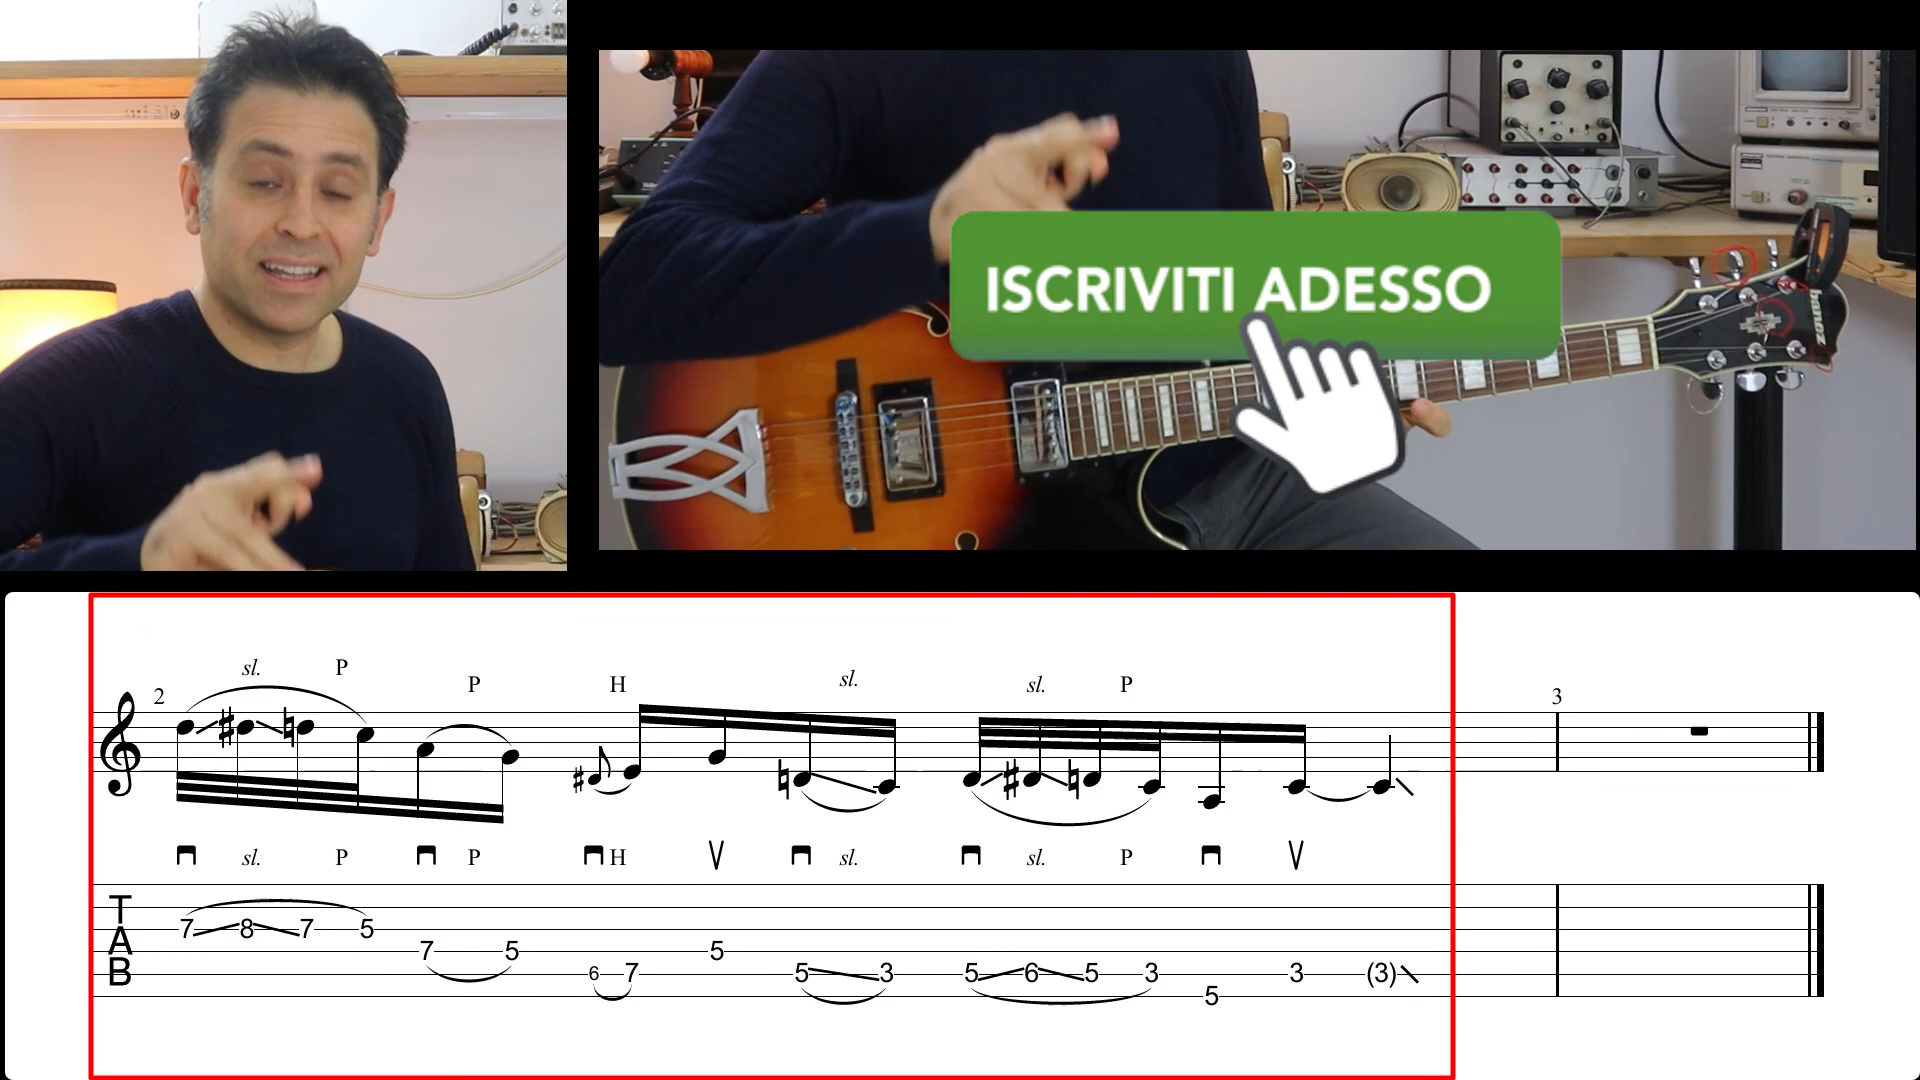 ISCRIVITI ADESSO
Ibanez
sl. P P H sl. sl. P
2 3
sl. P P H sl. sl. P
T
A
B
7 8 7 5
7 5 5
6 7 5 3 5 6 5 3 3 (3)
5